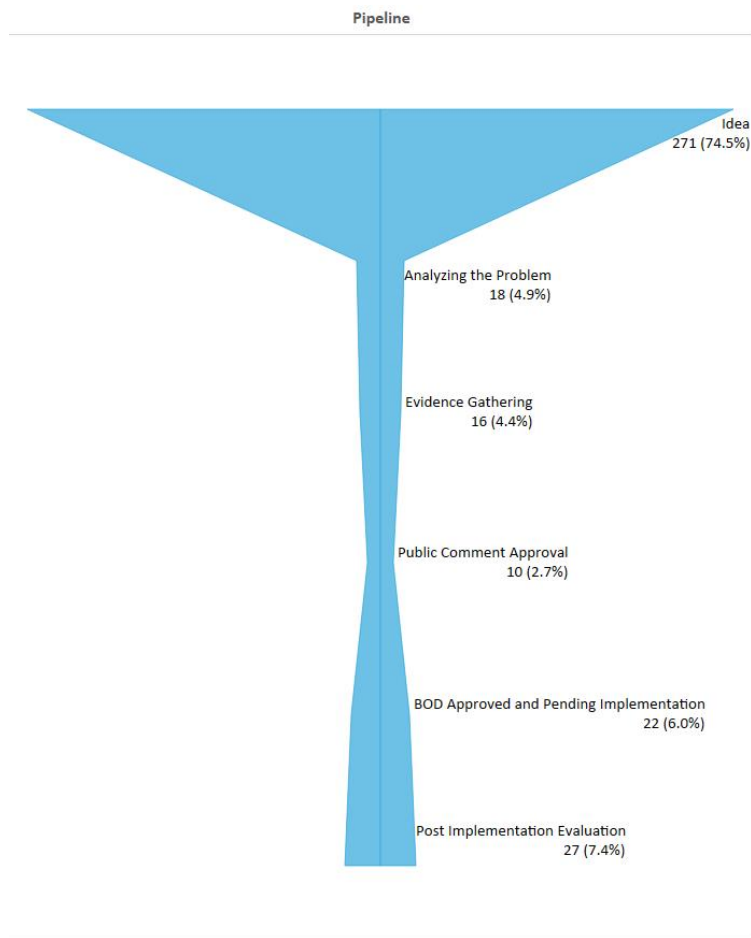 Pipeline
Idea
271 (74.5%)
Analyzing the Problem
18 (4.9%)
Evidence Gathering
16 (4.4%)
Public Comment Approval
10 (2.7%)
BOD Approved and Pending Implementation
22 (6.0%)
Post Implementation Evaluation
27 (7.4%)